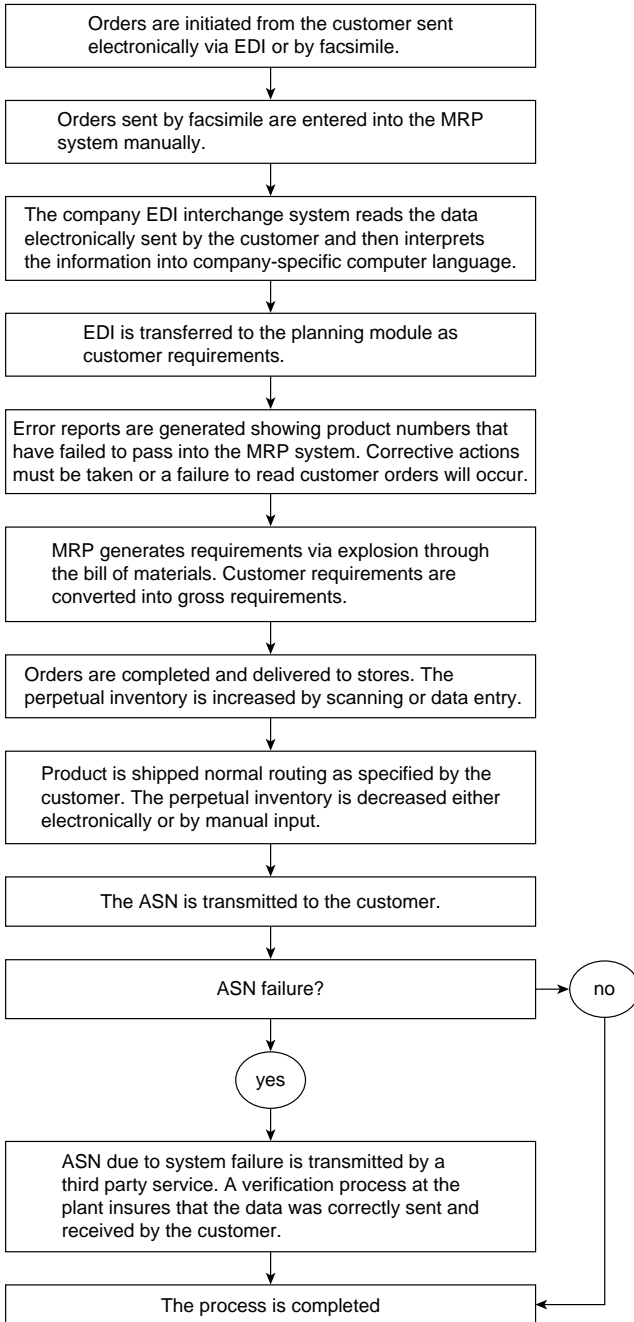 Orders are initiated from the customer sent
electronically via EDI or by facsimile.
Orders sent by facsimile are entered into the MRP
system manually.
The company EDI interchange system reads the data
electronically sent by the customer and then interprets
the information into company-specific computer language.
EDI is transferred to the planning module as
customer requirements.
Error reports are generated showing product numbers that
have failed to pass into the MRP system. Corrective actions
must be taken or a failure to read customer orders will occur.
MRP generates requirements via explosion through
the bill of materials. Customer requirements are
converted into gross requirements.
Orders are completed and delivered to stores. The
perpetual inventory is increased by scanning or data entry.
Product is shipped normal routing as specified by the
customer. The perpetual inventory is decreased either
electronically or by manual input.
The ASN is transmitted to the customer.
ASN failure?
no
yes
ASN due to system failure is transmitted by a
third party service. A verification process at the
plant insures that the data was correctly sent and
received by the customer.
The process is completed